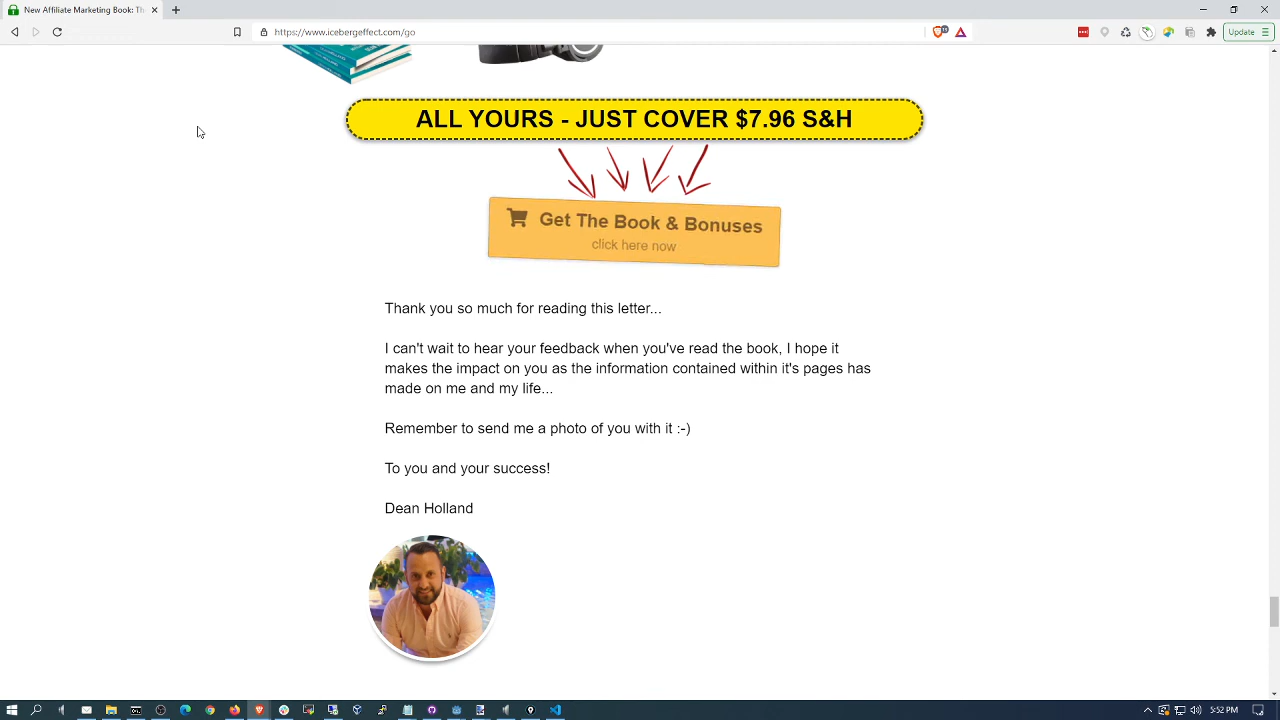 New Affiliate Marketing Book: Th
https://www.icebergeffect.com/go
Update
ALL YOURS - JUST COVER $7.96 S&H
Get The Book & Bonuses
click here now
Thank you so much for reading this letter...
I can't wait to hear your feedback when you've read the book, I hope it
makes the impact on you as the information contained within it's pages has
made on me and my life...
Remember to send me a photo of you with it :-)
To you and your success!
Dean Holland
5:52 PM